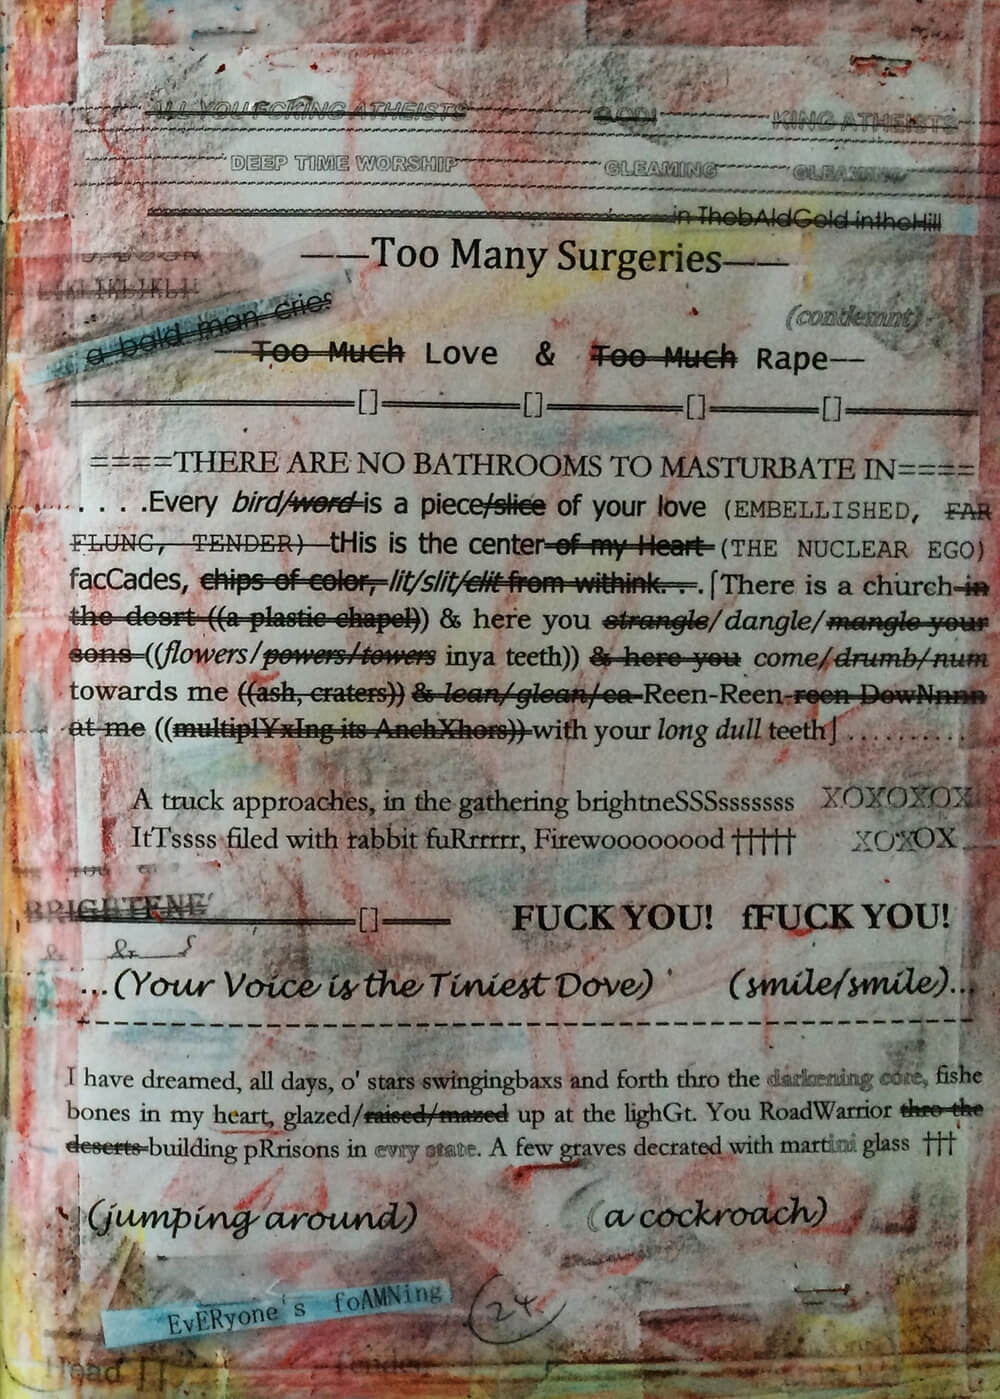 ALL YOU FCKING ATHEISTS KING ATHEISTS
DEEP TIME WORSHIP GLEAMING GLEAMING
in ThebAldGold intheHill
——Too Many Surgeries——
a bald man cries
(condemnt)
—Too Much Love & Too Much Rape—
[] [] [] []
====THERE ARE NO BATHROOMS TO MASTURBATE IN====
. . . .Every bird/word is a piece/slice of your love (EMBELLISHED, FAR
FLUNG, TENDER) tHis is the center of my Heart (THE NUCLEAR EGO)
facCades, chips of color, lit/slit/clit from withink. . .⌈There is a church in
the desrt ((a plastic chapel)) & here you strangle/dangle/mangle your
sons ((flowers/powers/towers inya teeth)) & here you come/drumb/num
towards me ((ash, craters)) & lean/glean/ea-Reen-Reen-reen DowNnnn
at me ((multiplYxIng its AnchXhors)) with your long dull teeth⌋ . . . . . . . . . .
A truck approaches, in the gathering brightneSSSsssssss XOXOXOX
ItTssss filed with rabbit fuRrrrrr, Firewoooooood †††††† XOXOX
BRIGHTENE
[] FUCK YOU! fFUCK YOU!
...(Your Voice is the Tiniest Dove) ' (smile/smile)...
I have dreamed, all days, o' stars swingingbaxs and forth thro the darkening core, fishe
bones in my heart, glazed/raised/mazed up at the lighGt. You RoadWarrior thro the
deserts building pRrisons in evry state. A few graves decrated with martini glass †††
(jumping around) (a cockroach)
EvERyone's foAMNing
24
Head []